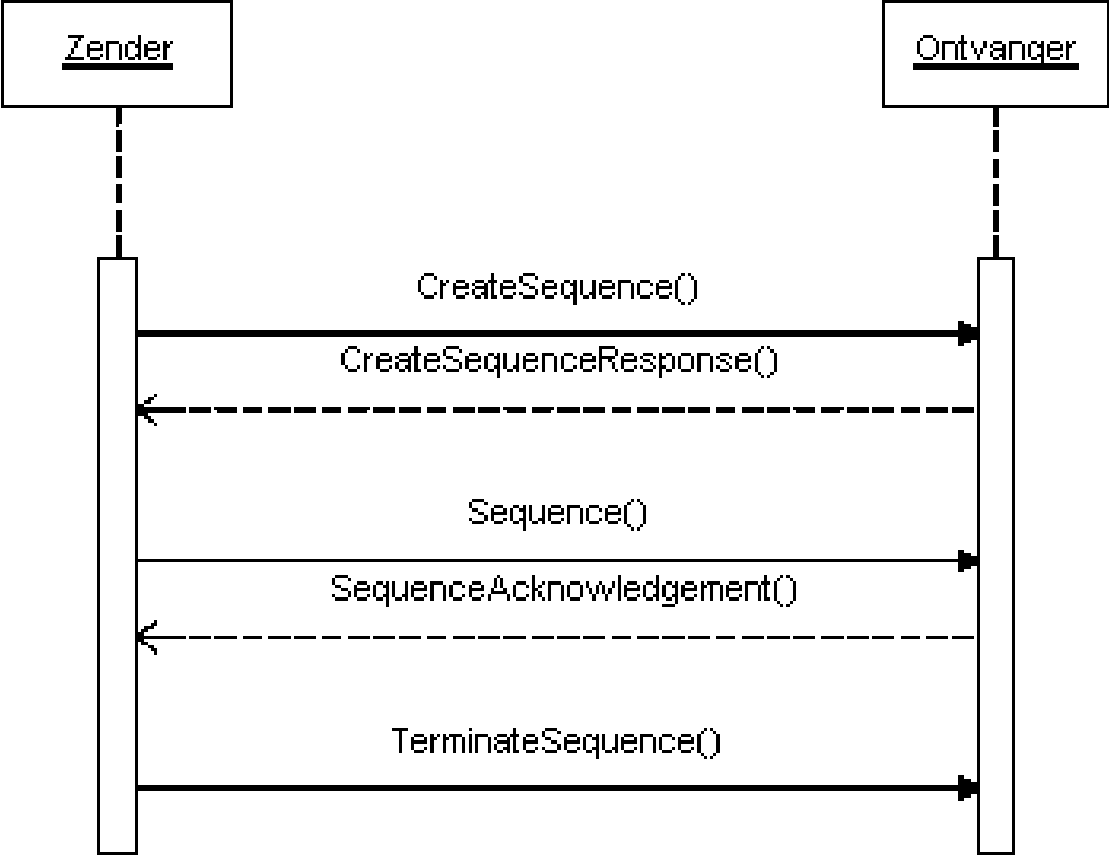 Zender
Ontvanger
CreateSequence()
CreateSequenceResponse()
Sequence()
SequenceAcknowledgement()
TerminateSequence()